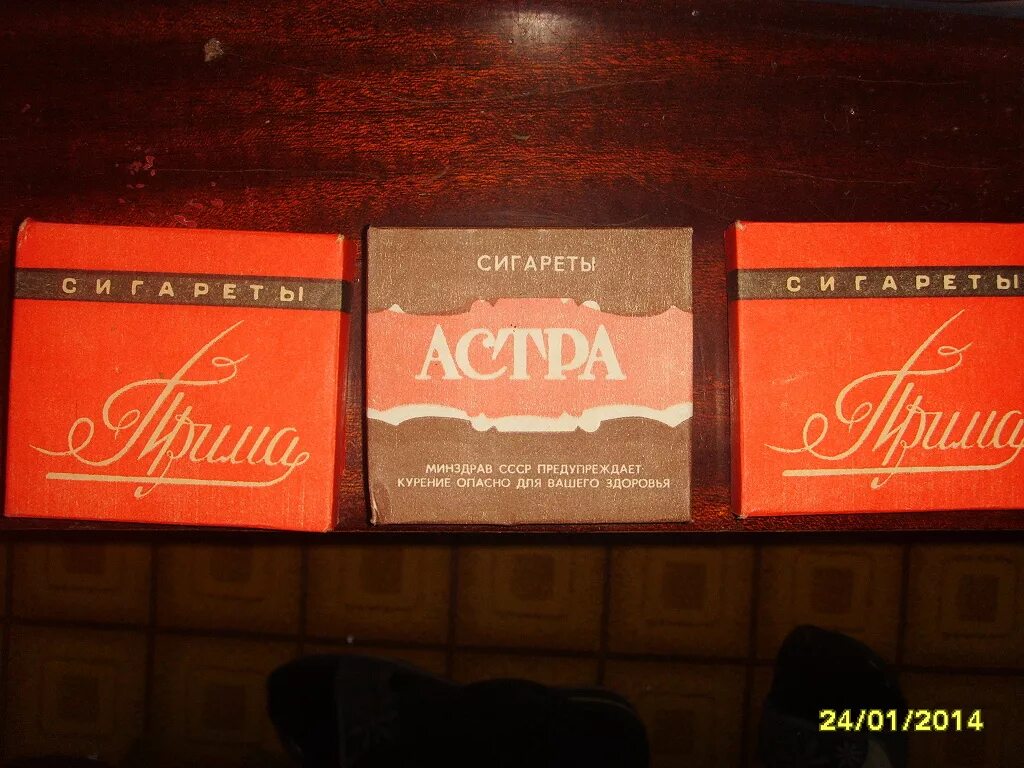 СИГАРЕТЫ
Прима
СИГАРЕТЫ
АСТРА
МИНЗДРАВ СССР ПРЕДУПРЕЖДАЕТ
КУРЕНИЕ ОПАСНО ДЛЯ ВАШЕГО ЗДОРОВЬЯ
СИГАРЕТЫ
Прима
24/01/2014